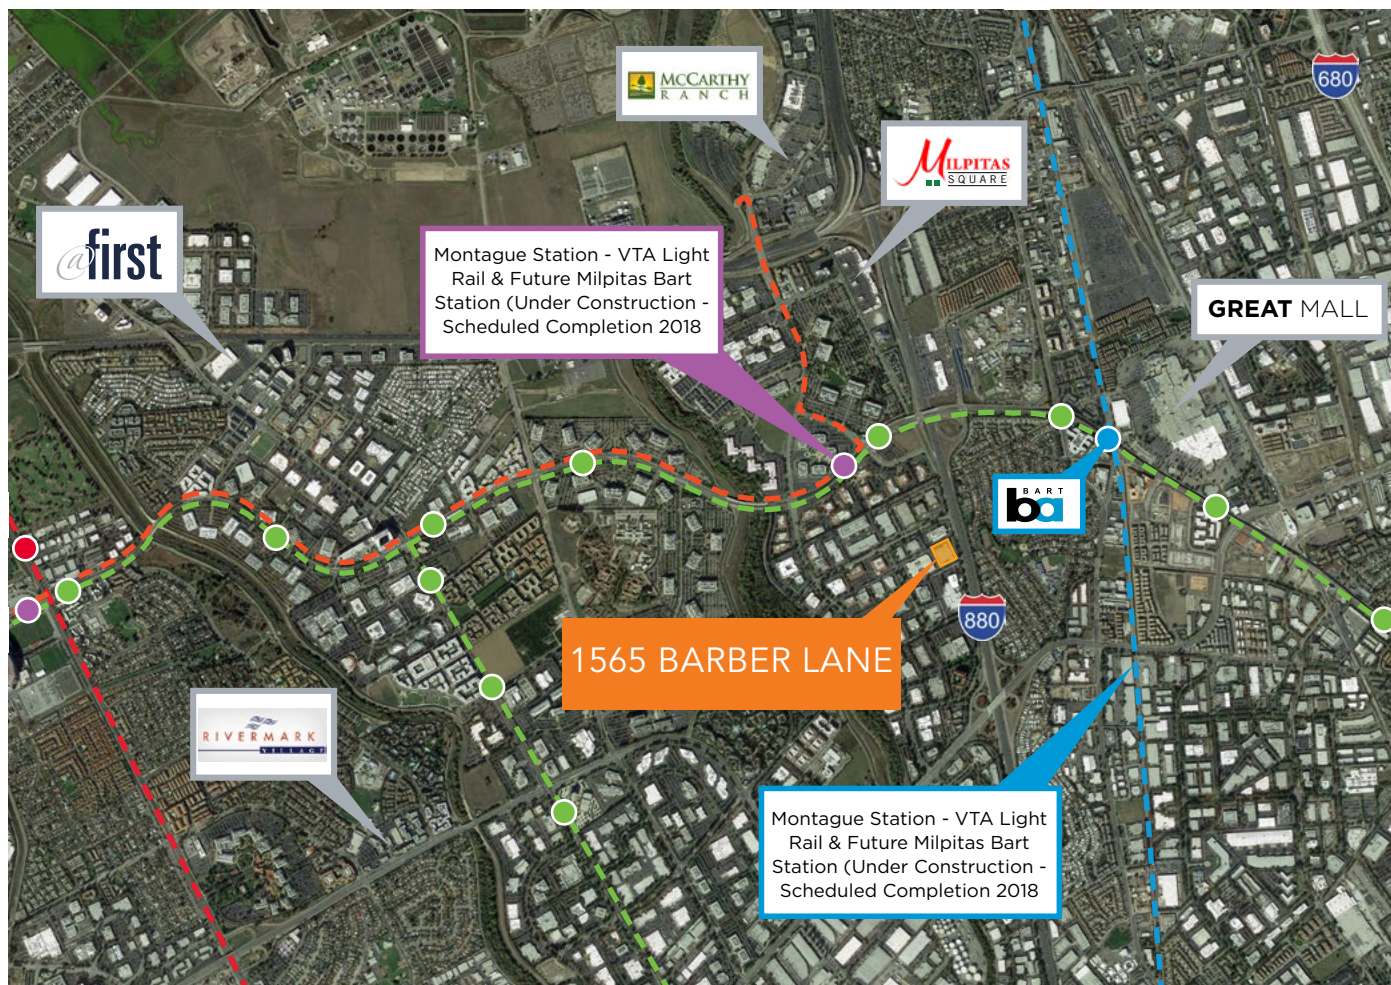 McCARTHY
RANCH
680
MILPITAS
SQUARE
@first
Montague Station - VTA Light
Rail & Future Milpitas Bart
Station (Under Construction -
Scheduled Completion 2018
GREAT MALL
BART
ba
880
1565 BARBER LANE
RIVERMARK
VILLAGE
Montague Station - VTA Light
Rail & Future Milpitas Bart
Station (Under Construction -
Scheduled Completion 2018